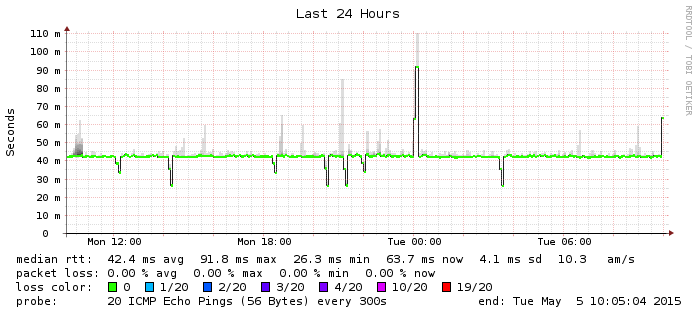 Last 24 Hours
RRDTOOL / TOBI OETIKER
Seconds
110 m
100 m
90 m
80 m
70 m
60 m
50 m
40 m
30 m
20 m
10 m
0
Mon 12:00 Mon 18:00 Tue 00:00 Tue 06:00
median rtt: 42.4 ms avg 91.8 ms max 26.3 ms min 63.7 ms now 4.1 ms sd 10.3 am/s
packet loss: 0.00 % avg 0.00 % max 0.00 % min 0.00 % now
loss color: 0 1/20 2/20 3/20 4/20 10/20 19/20
probe: 20 ICMP Echo Pings (56 Bytes) every 300s end: Tue May 5 10:05:04 2015